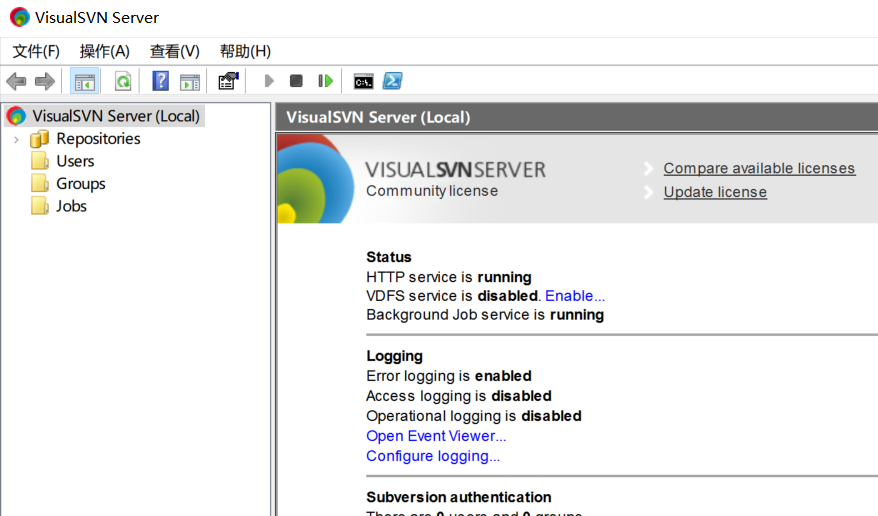 VisualSVN Server
文件(F) 操作(A) 查看(V) 帮助(H)
VisualSVN Server (Local)
Repositories
Users
Groups
Jobs
VisualSVN Server (Local)
VISUALSVNSERVER
Community license
Compare available licenses
Update license
Status
HTTP service is running
VDFS service is disabled. Enable...
Background Job service is running
Logging
Error logging is enabled
Access logging is disabled
Operational logging is disabled
Open Event Viewer...
Configure logging...
Subversion authentication
There are 0 users and 0 groups